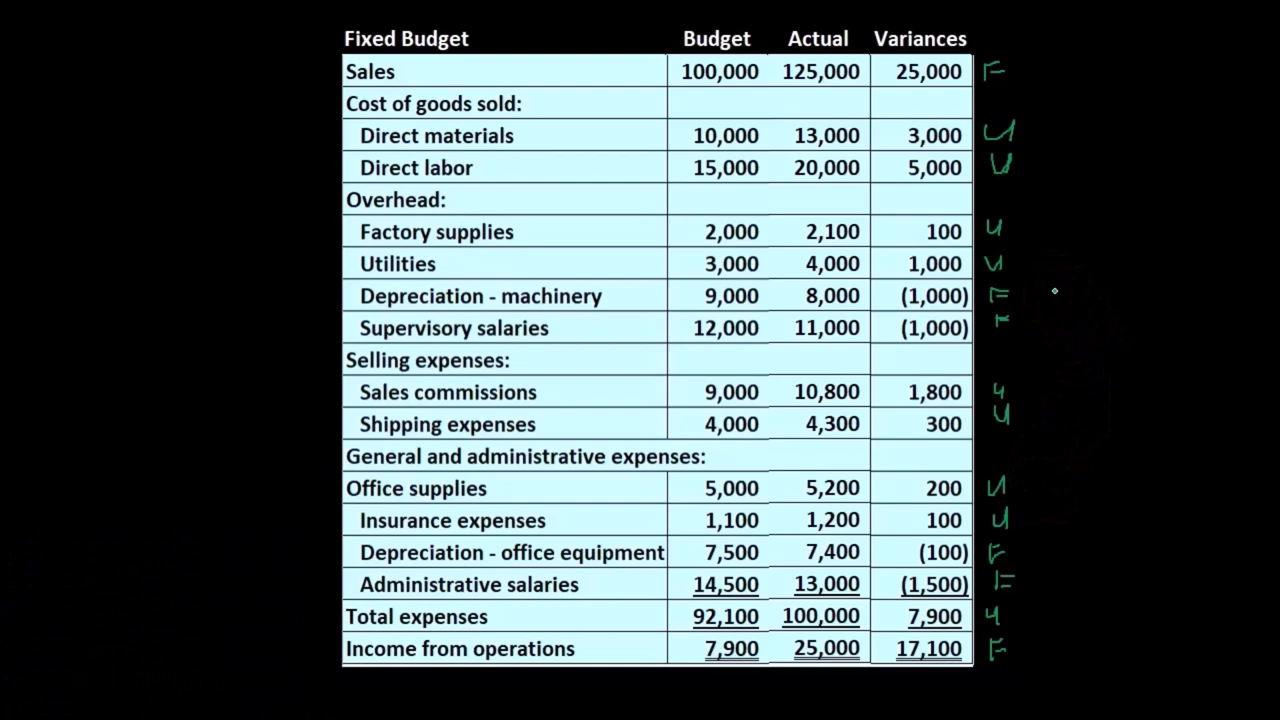 Fixed Budget Budget Actual Variances
Sales 100,000 125,000 25,000 F
Cost of goods sold:
Direct materials 10,000 13,000 3,000 U
Direct labor 15,000 20,000 5,000 U
Overhead:
Factory supplies 2,000 2,100 100 U
Utilities 3,000 4,000 1,000 U
Depreciation - machinery 9,000 8,000 (1,000) F
Supervisory salaries 12,000 11,000 (1,000) F
Selling expenses:
Sales commissions 9,000 10,800 1,800 U
Shipping expenses 4,000 4,300 300 U
General and administrative expenses:
Office supplies 5,000 5,200 200 U
Insurance expenses 1,100 1,200 100 U
Depreciation - office equipment 7,500 7,400 (100) F
Administrative salaries 14,500 13,000 (1,500) F
Total expenses 92,100 100,000 7,900 U
Income from operations 7,900 25,000 17,100 F